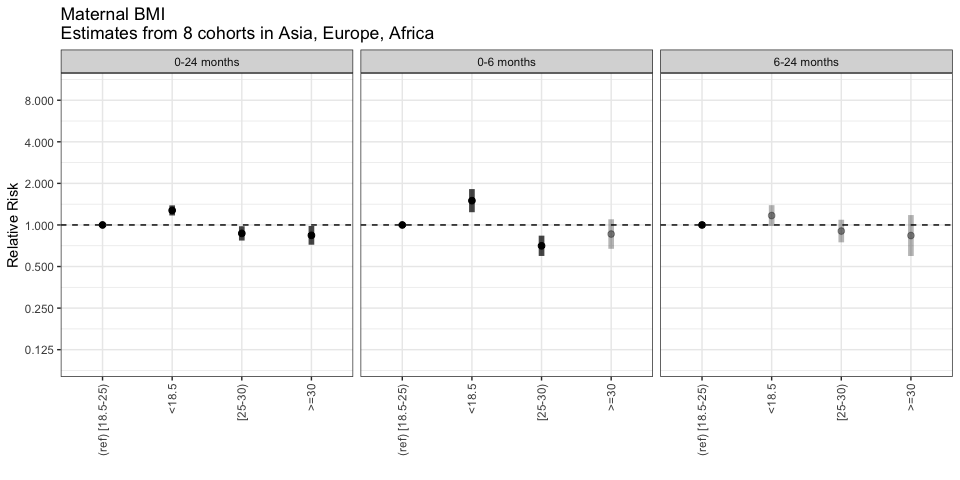 Maternal BMI
Estimates from 8 cohorts in Asia, Europe, Africa
0-24 months
0-6 months
6-24 months
Relative Risk
8.000
4.000
2.000
1.000
0.500
0.250
0.125
(ref) [18.5-25)
<18.5
[25-30)
>=30
(ref) [18.5-25)
<18.5
[25-30)
>=30
(ref) [18.5-25)
<18.5
[25-30)
>=30